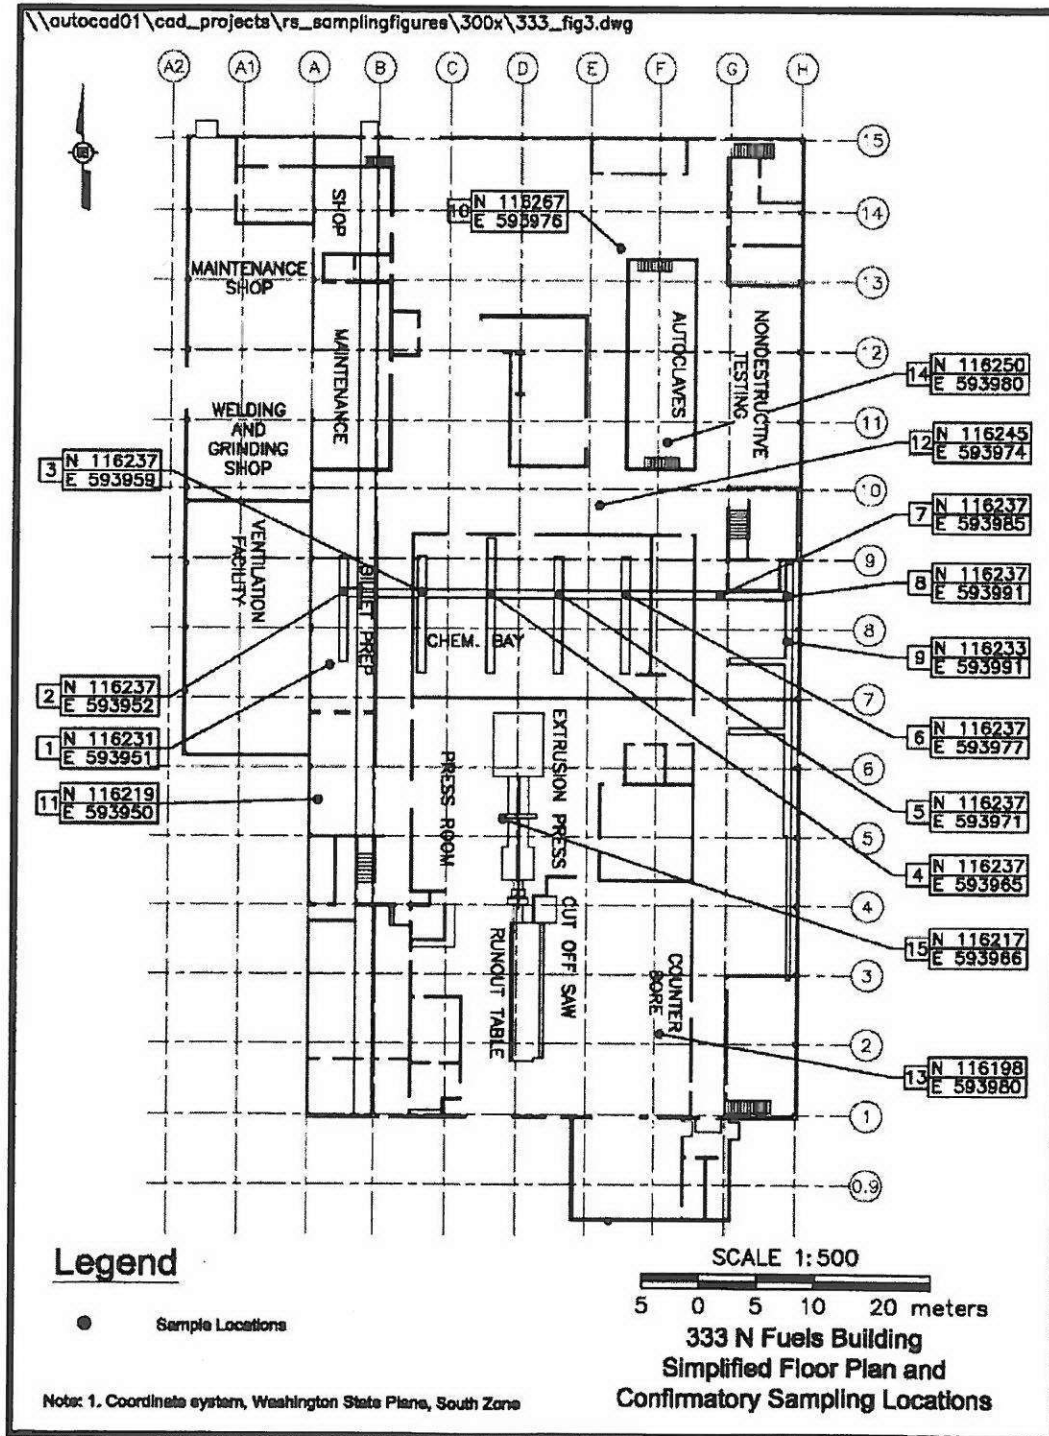 \\autocad01\cad_projects\rs_samplingfigures\300x\333_fig3.dwg
A2 A1 A B C D E F G H
15
14
13
12
11
10
9
8
7
6
5
4
3
2
1
0.9
10 N 116267
E 593976
SHOP
MAINTENANCE
SHOP
MAINTENANCE
AUTOCLAVES
NONDESTRUCTIVE
TESTING
14 N 116250
E 593980
WELDING
AND
GRINDING
SHOP
12 N 116245
E 593974
3 N 116237
E 593959
7 N 116237
E 593985
VENTILATION
FACILITY
BILLET PREP
8 N 116237
E 593991
CHEM. BAY
9 N 116233
E 593991
2 N 116237
E 593952
1 N 116231
E 593951
6 N 116237
E 593977
11 N 116219
E 593950
PRESS ROOM
EXTRUSION PRESS
5 N 116237
E 593971
4 N 116237
E 593965
15 N 116217
E 593966
CUT OFF SAW
RUNOUT TABLE
COUNTER
BORE
13 N 116198
E 593980
Legend
Sample Locations
SCALE 1:500
5 0 5 10 20 meters
333 N Fuels Building
Simplified Floor Plan and
Confirmatory Sampling Locations
Note: 1. Coordinate system, Washington State Plane, South Zone